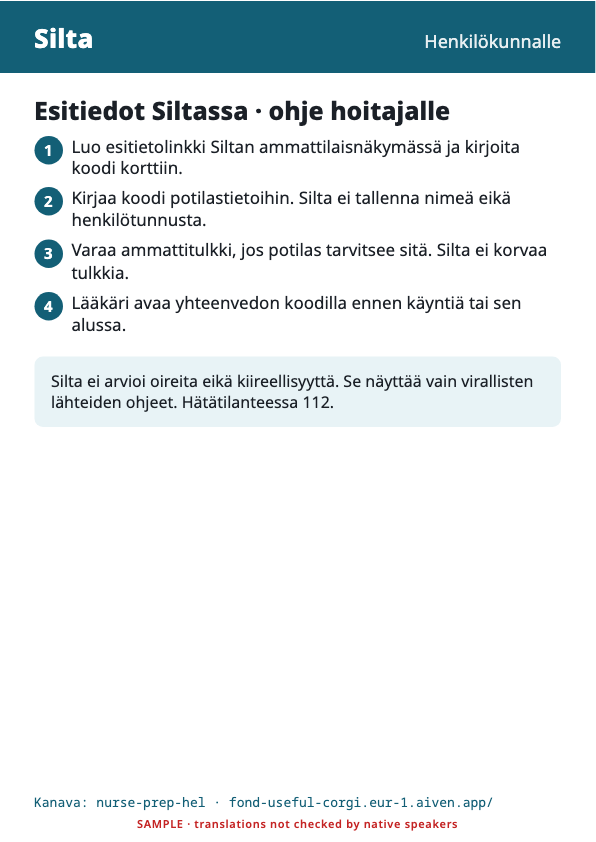 Silta
Henkilökunnalle
Esitiedot Siltassa · ohje hoitajalle
1 Luo esitietolinkki Siltan ammattilaisnäkymässä ja kirjoita
koodi korttiin.
2 Kirjaa koodi potilastietoihin. Silta ei tallenna nimeä eikä
henkilötunnusta.
3 Varaa ammattitulkki, jos potilas tarvitsee sitä. Silta ei korvaa
tulkkia.
4 Lääkäri avaa yhteenvedon koodilla ennen käyntiä tai sen
alussa.
Silta ei arvioi oireita eikä kiireellisyyttä. Se näyttää vain virallisten
lähteiden ohjeet. Hätätilanteessa 112.
Kanava: nurse-prep-hel · fond-useful-corgi.eur-1.aiven.app/
SAMPLE · translations not checked by native speakers